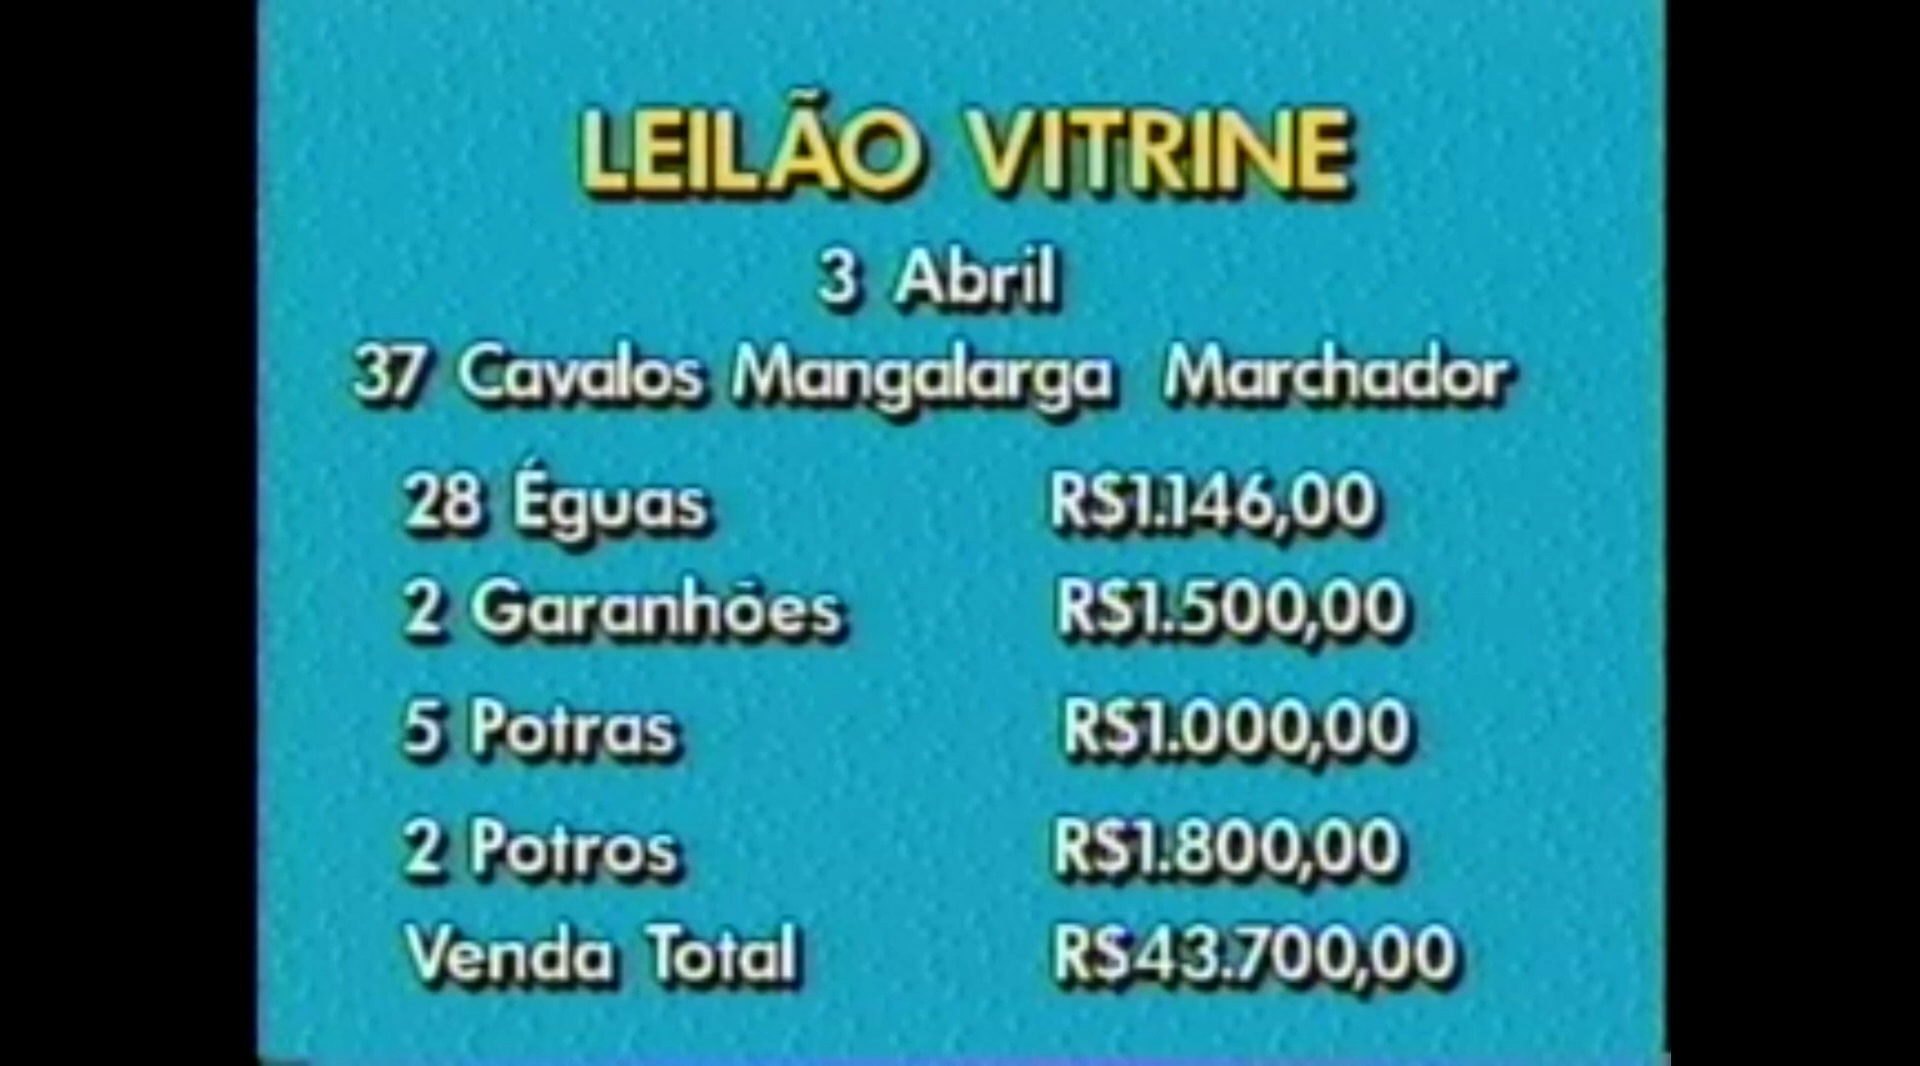 LEILÃO VITRINE
3 Abril
37 Cavalos Mangalarga Marchador
28 Éguas R$1.146,00
2 Garanhões R$1.500,00
5 Potras R$1.000,00
2 Potros R$1.800,00
Venda Total R$43.700,00